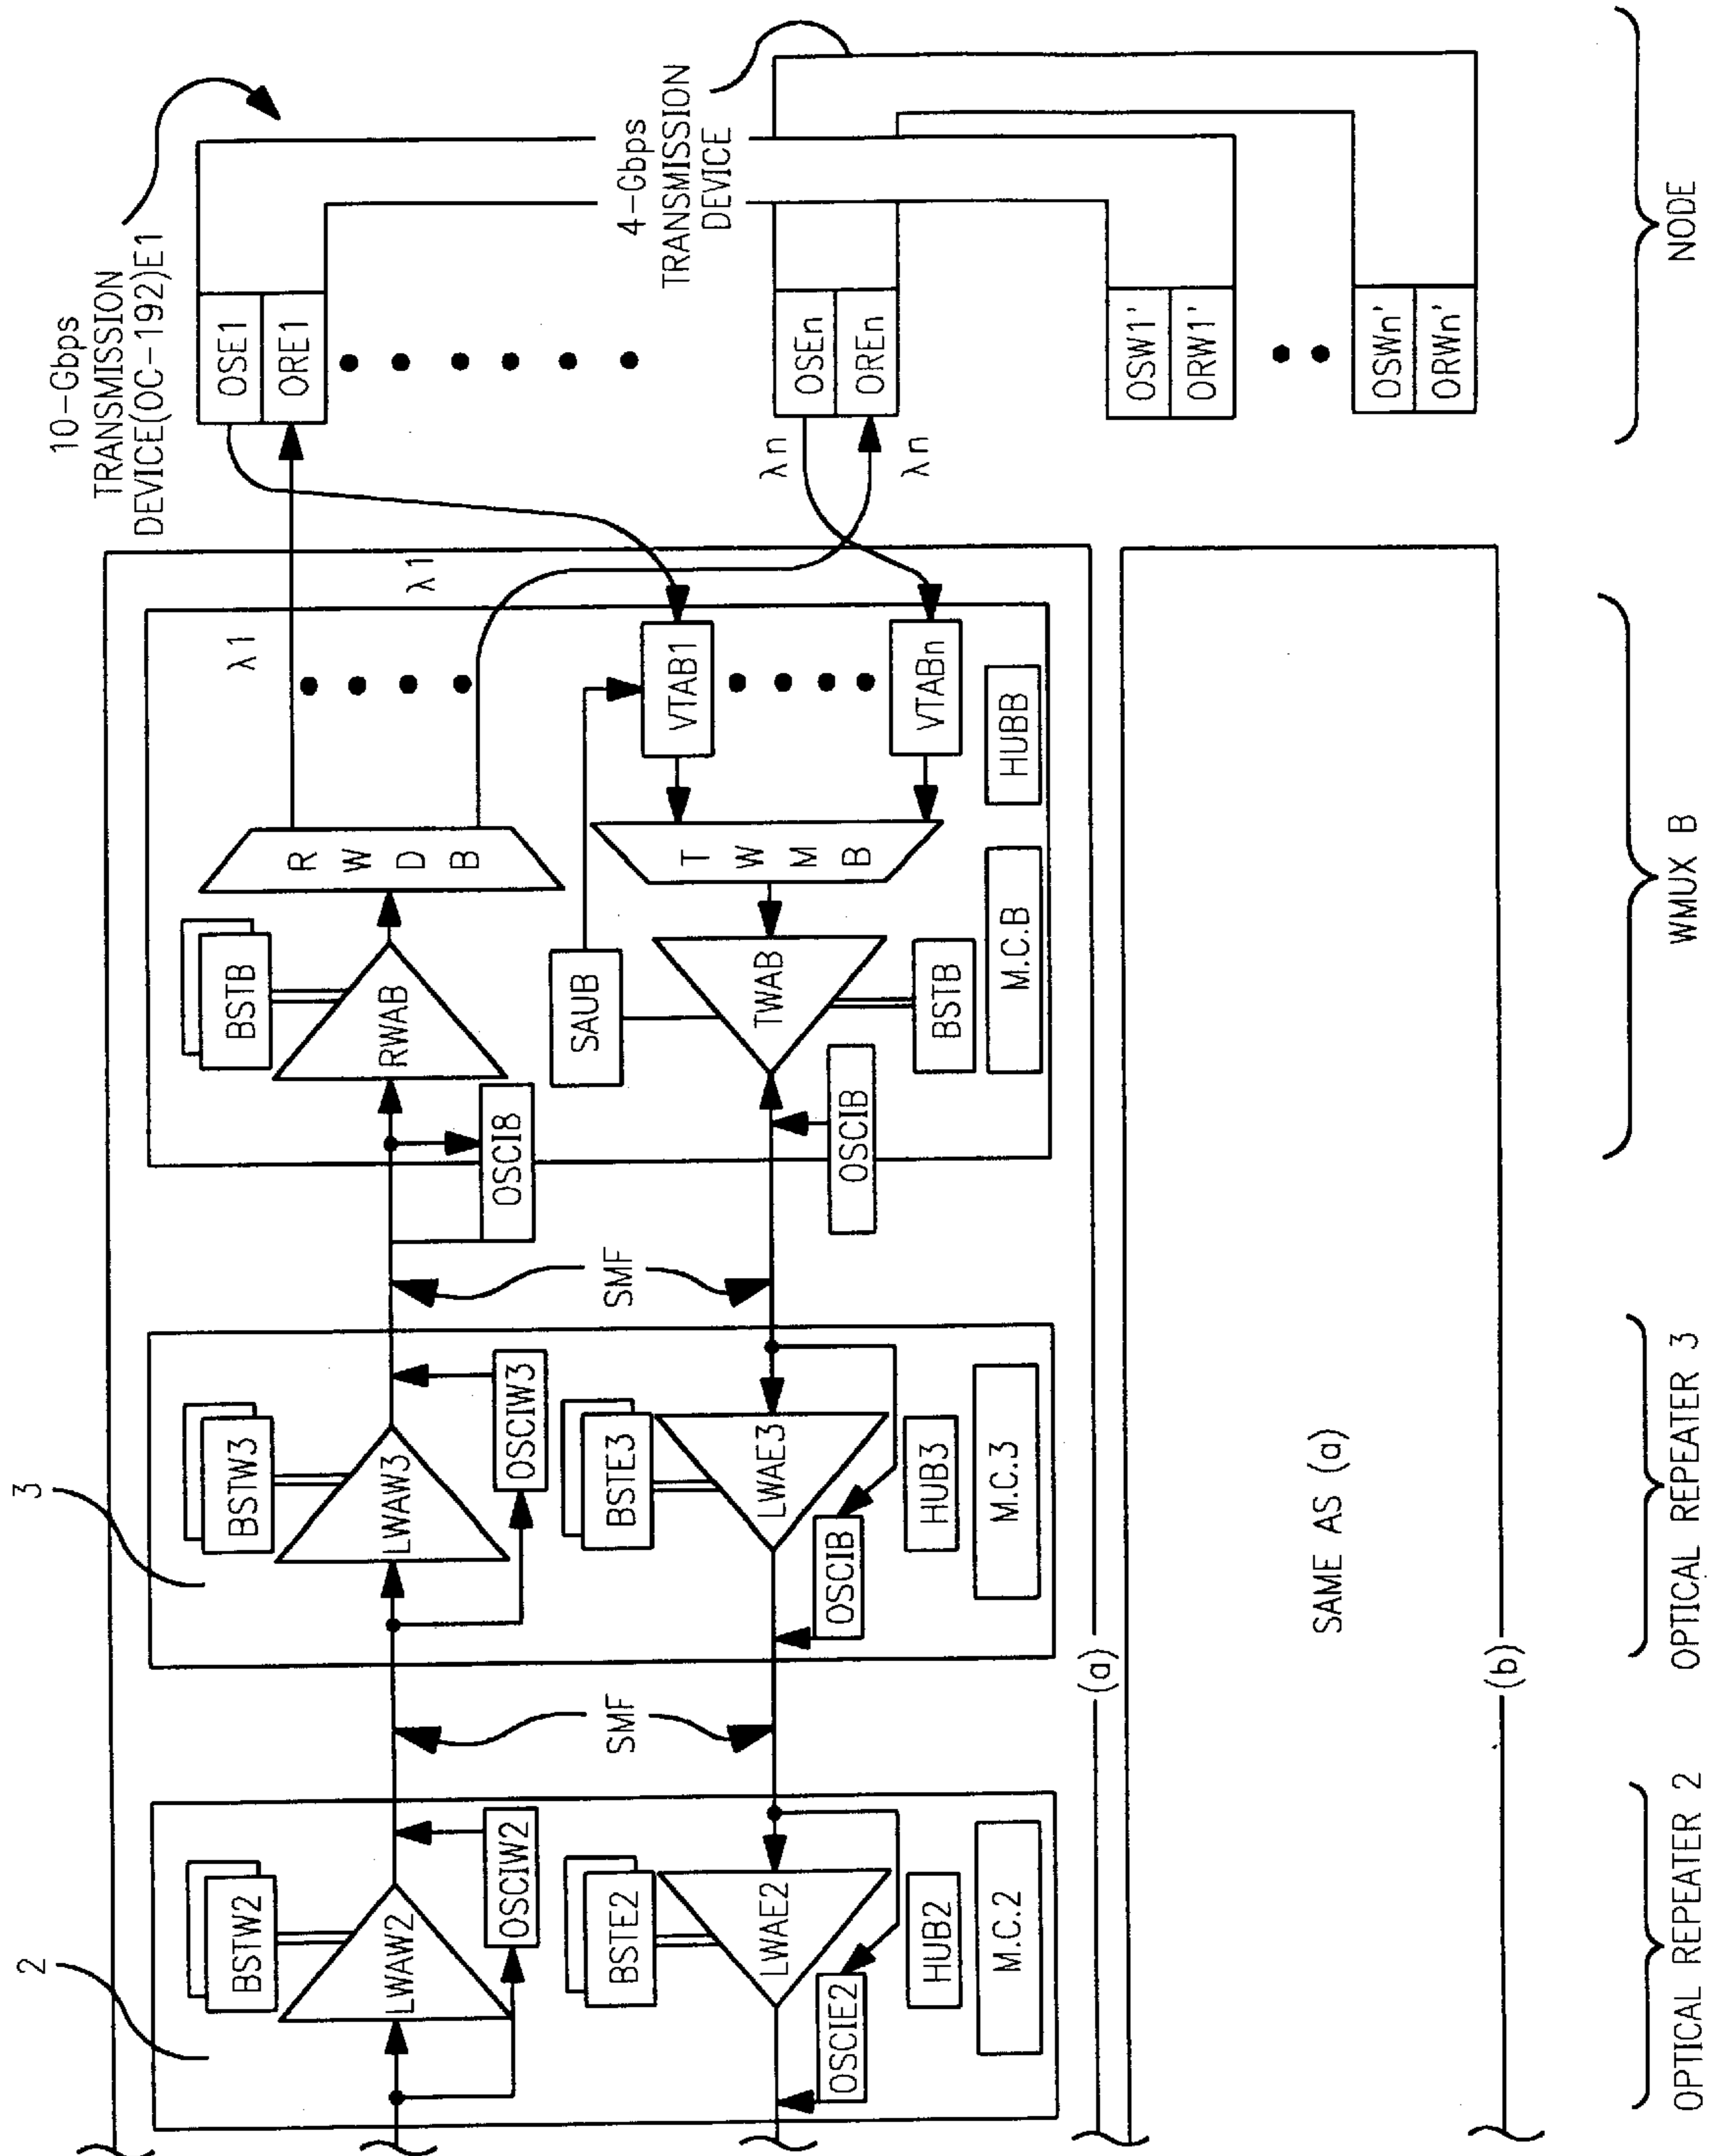 10-Gbps
TRANSMISSION
DEVICE(OC-192)E1
4-Gbps
TRANSMISSION
DEVICE
2
3
BSTW2
LWAW2
OSCIW2
BSTE2
LWAE2
OSCIE2
HUB2
M.C.2
SMF
SMF
BSTW3
LWAW3
OSCIW3
BSTE3
LWAE3
OSCIB
HUB3
M.C.3
BSTB
RWAB
OSCI8
R W D B
SAUB
TWAB
BSTB
OSCIB
T W M B
VTAB1
VTABn
HUBB
M.C.B
λ1
λ1
λn
λn
OSE1
ORE1
OSEn
OREn
OSW1'
ORW1'
OSWn'
ORWn'
(a)
SAME AS (a)
(b)
OPTICAL REPEATER 2
OPTICAL REPEATER 3
WMUX B
NODE